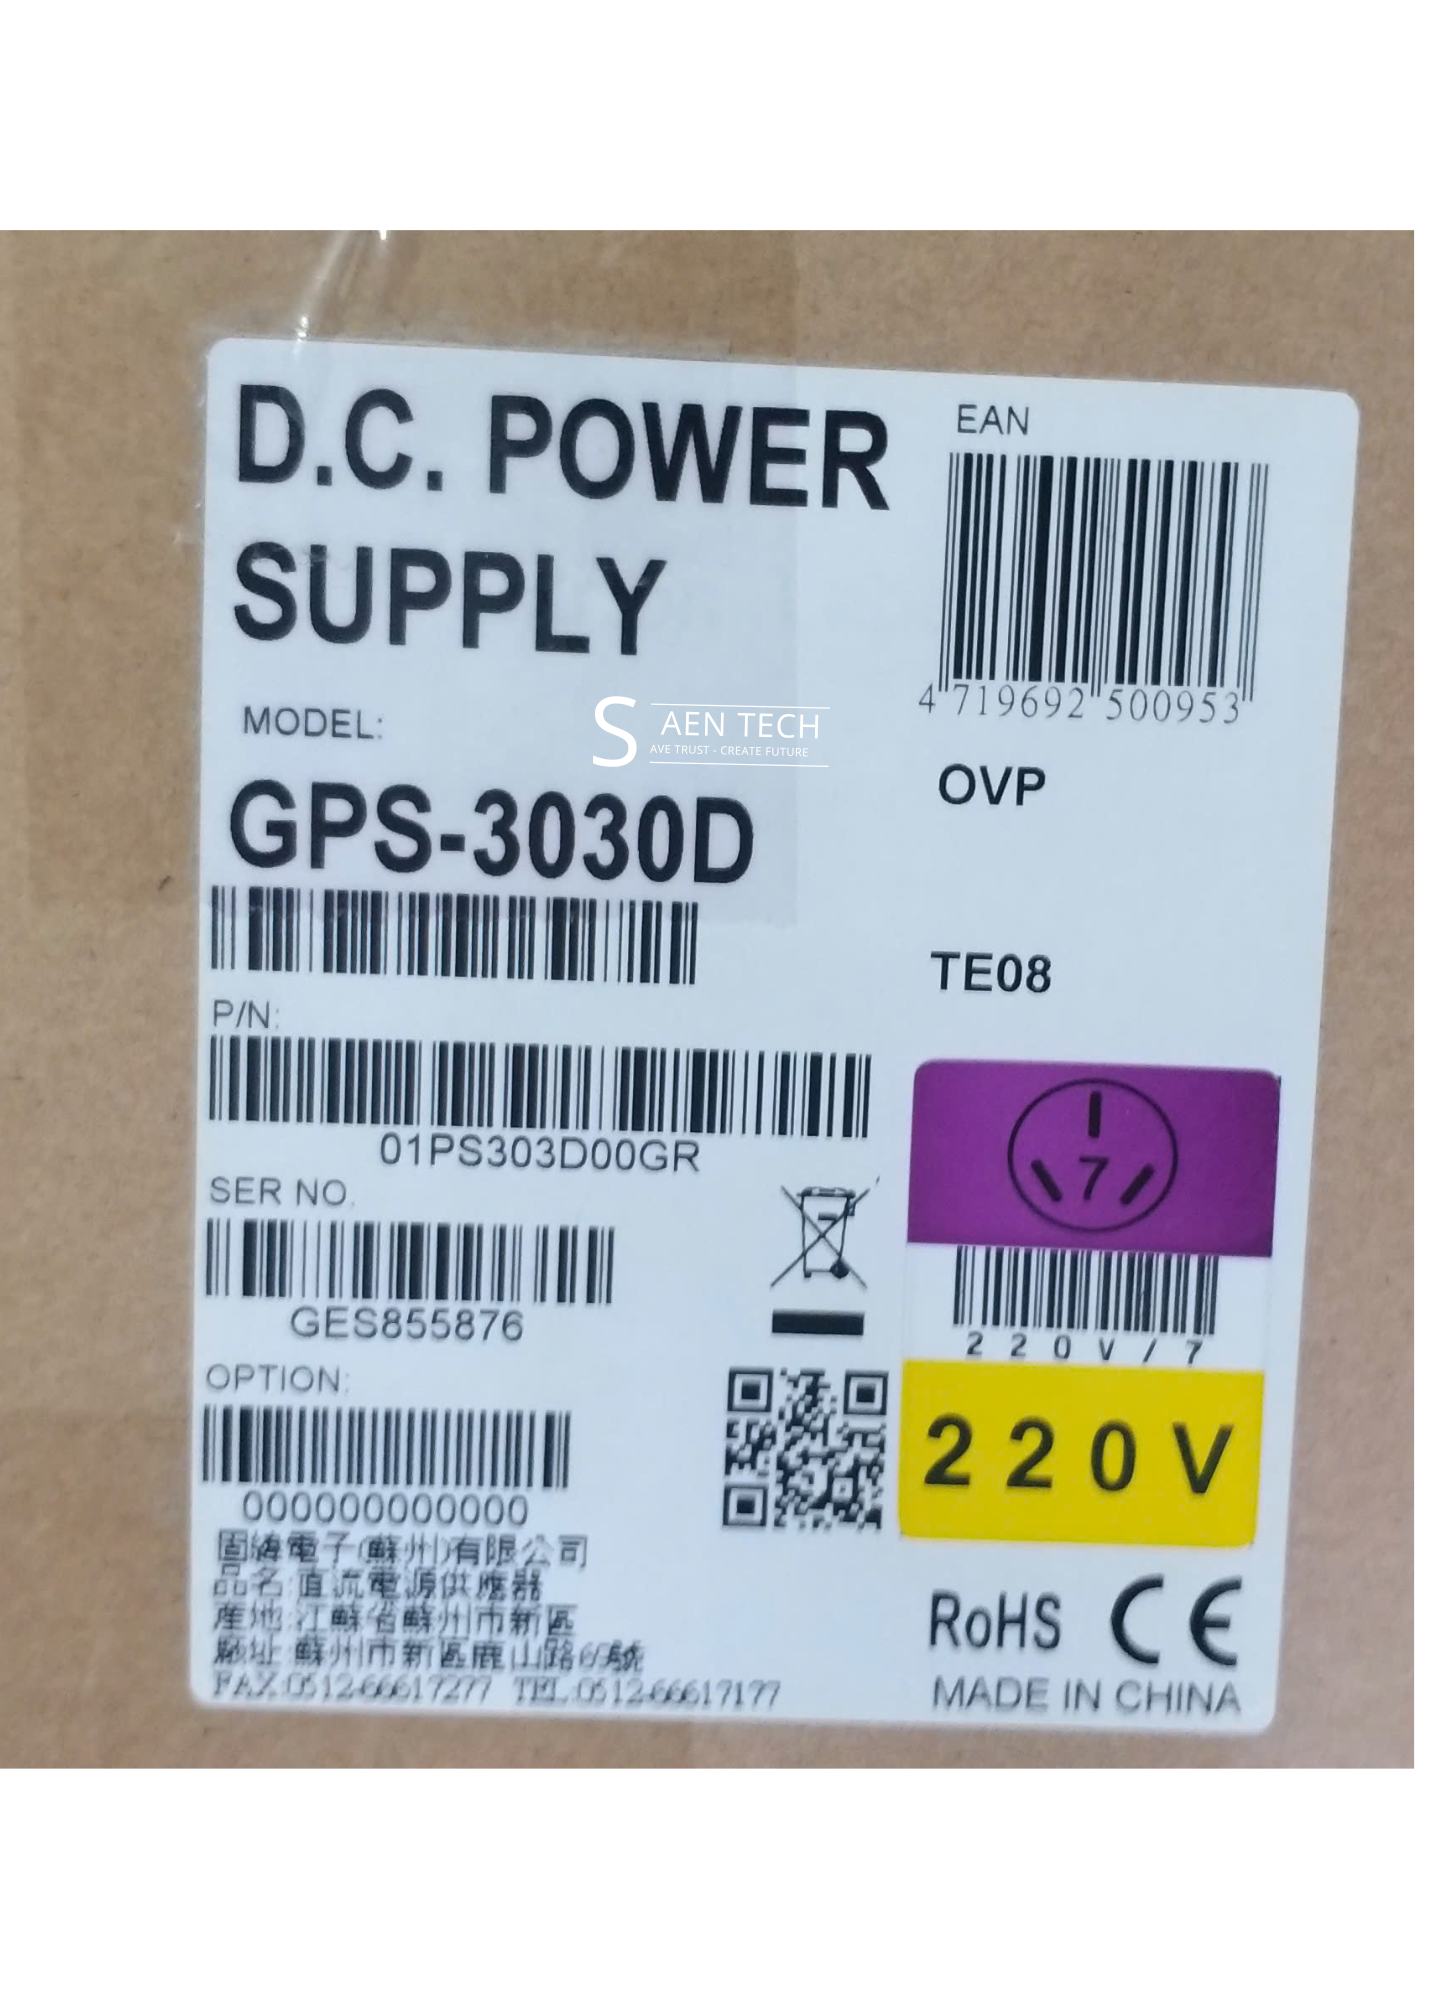 D.C. POWER
SUPPLY
MODEL:
GPS-3030D
P/N:
01PS303D00GR
SER NO.
GES855876
OPTION:
000000000000
固緯電子(蘇州)有限公司
品名:直流電源供應器
產地:江蘇省蘇州市新區
廠址:蘇州市新區鹿山路69號
FAX:0512-66617277 TEL:0512-66617177
EAN
4 719692 500953
OVP
TE08
7
220V/7
220V
RoHS CE
MADE IN CHINA
SAEN TECH
AVE TRUST - CREATE FUTURE